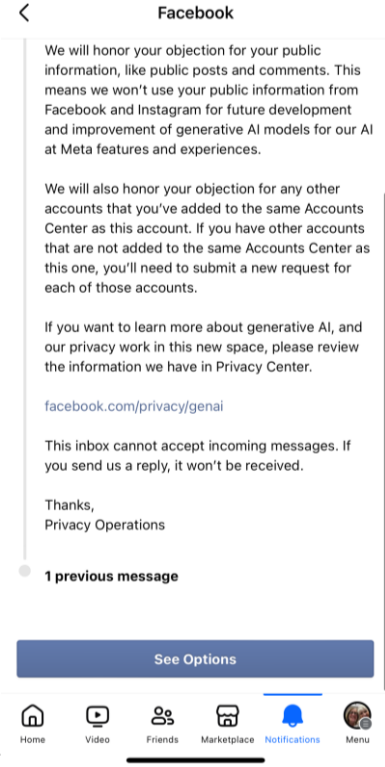 Facebook
We will honor your objection for your public
information, like public posts and comments. This
means we won't use your public information from
Facebook and Instagram for future development
and improvement of generative AI models for our AI
at Meta features and experiences.
We will also honor your objection for any other
accounts that you've added to the same Accounts
Center as this account. If you have other accounts
that are not added to the same Accounts Center as
this one, you'll need to submit a new request for
each of those accounts.
If you want to learn more about generative AI, and
our privacy work in this new space, please review
the information we have in Privacy Center.
facebook.com/privacy/genai
This inbox cannot accept incoming messages. If
you send us a reply, it won't be received.
Thanks,
Privacy Operations
1 previous message
See Options
Home Video Friends Marketplace Notifications Menu